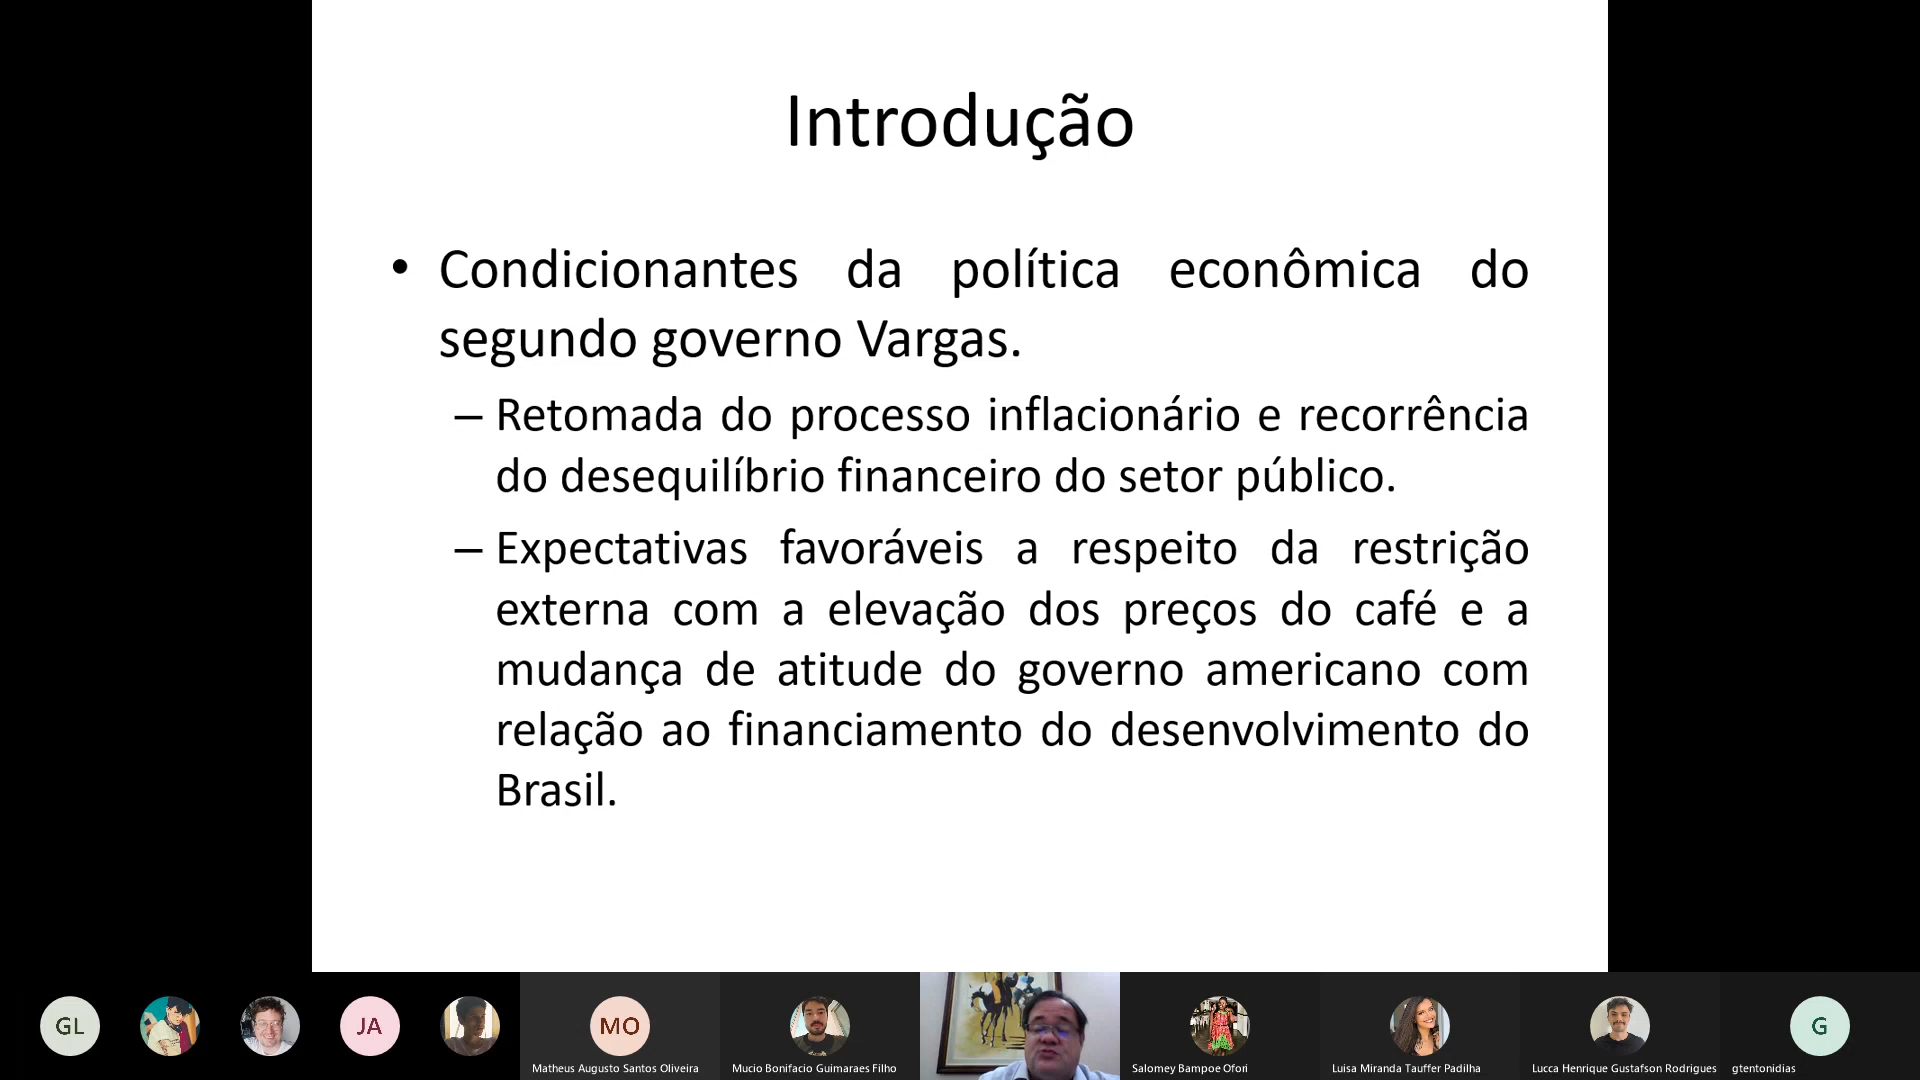 Introdução
• Condicionantes da política econômica do
segundo governo Vargas.
– Retomada do processo inflacionário e recorrência
do desequilíbrio financeiro do setor público.
– Expectativas favoráveis a respeito da restrição
externa com a elevação dos preços do café e a
mudança de atitude do governo americano com
relação ao financiamento do desenvolvimento do
Brasil.
GL
JA
MO
G
Matheus Augusto Santos Oliveira
Mucio Bonifacio Guimaraes Filho
Salomey Bampoe Ofori
Luisa Miranda Tauffer Padilha
Lucca Henrique Gustafson Rodrigues
gtentonidias